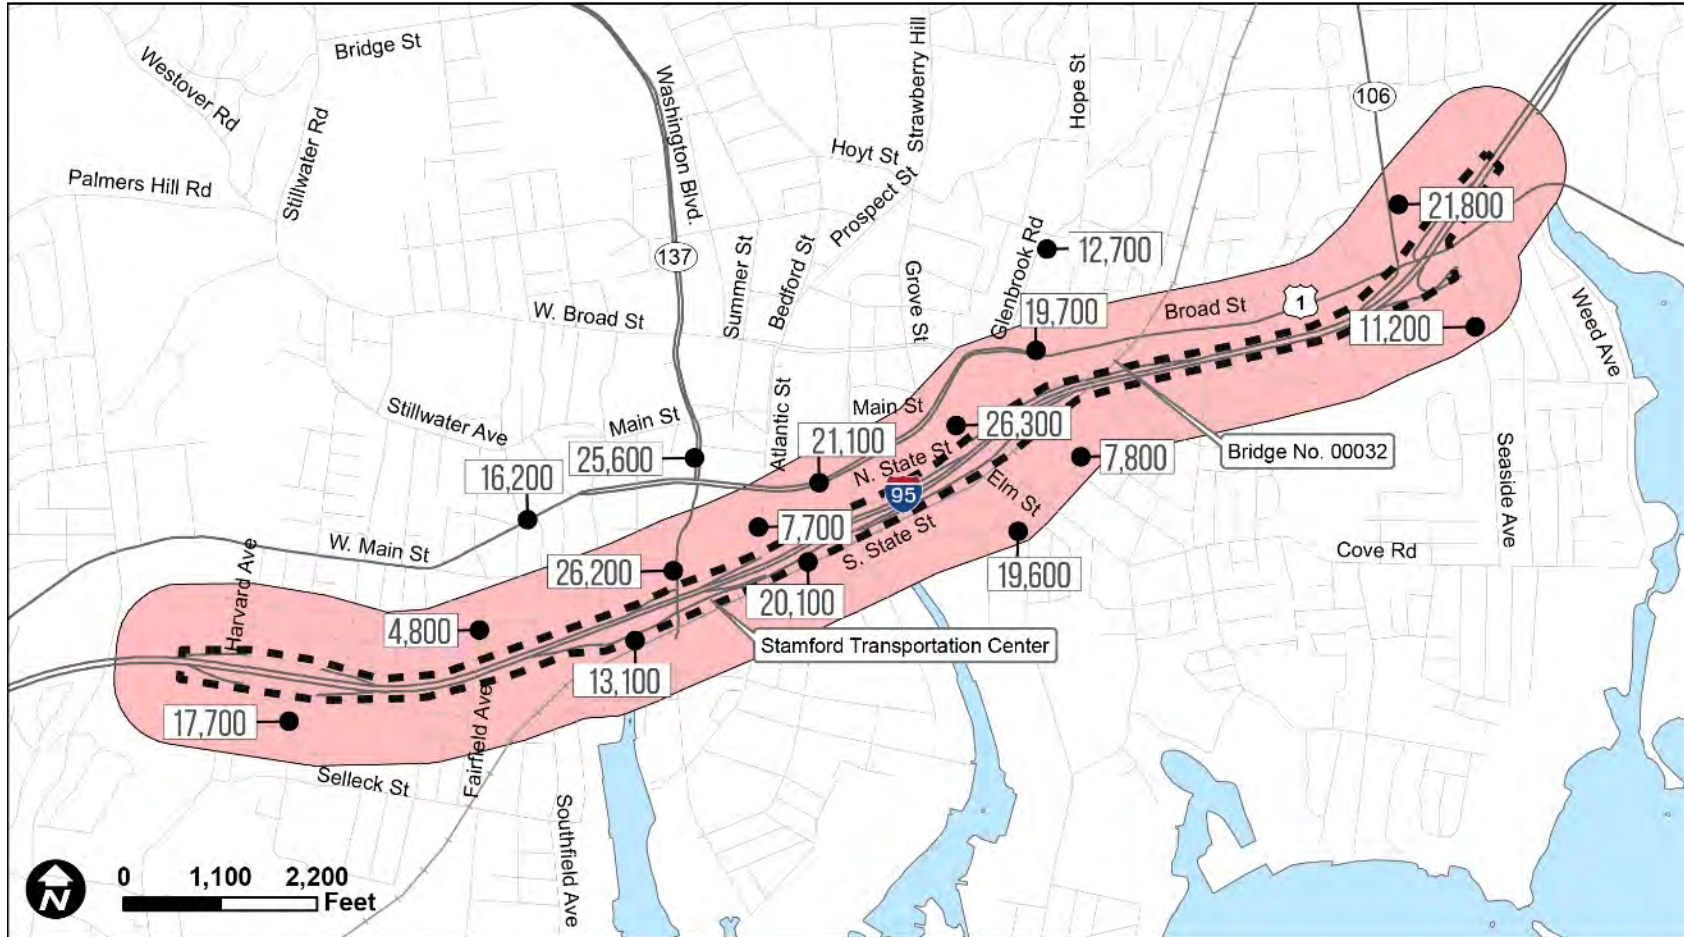 Bridge St
Westover Rd
Stillwater Rd
Palmers Hill Rd
Washington Blvd.
137
Strawberry Hill
Hope St
106
Hoyt St
Prospect St
Summer St
Bedford St
Grove St
Glenbrook Rd
W. Broad St
Broad St
1
21,800
12,700
19,700
11,200
Weed Ave
Stillwater Ave
Main St
Atlantic St
Main St
25,600
21,100
26,300
16,200
N. State St
95
7,800
Bridge No. 00032
Elm St
7,700
S. State St
Seaside Ave
W. Main St
Harvard Ave
26,200
20,100
19,600
Cove Rd
4,800
Stamford Transportation Center
13,100
17,700
Fairfield Ave
Selleck St
Southfield Ave
N
0 1,100 2,200
Feet